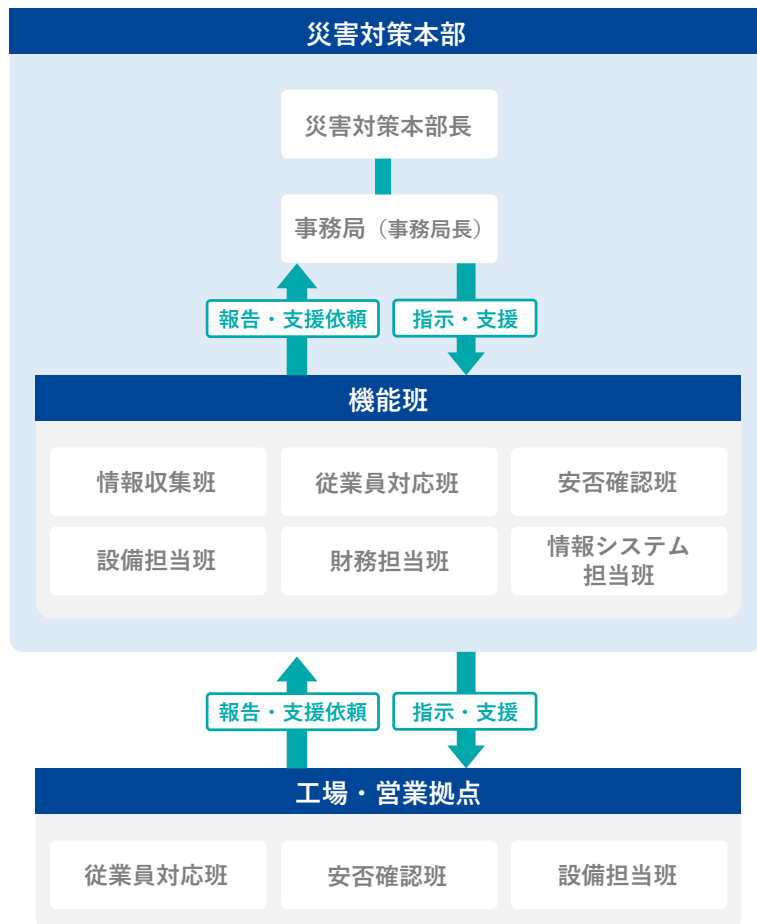 災害対策本部
災害対策本部長
事務局（事務局長）
報告・支援依頼
指示・支援
機能班
情報収集班
従業員対応班
安否確認班
設備担当班
財務担当班
情報システム
担当班
報告・支援依頼
指示・支援
工場・営業拠点
従業員対応班
安否確認班
設備担当班